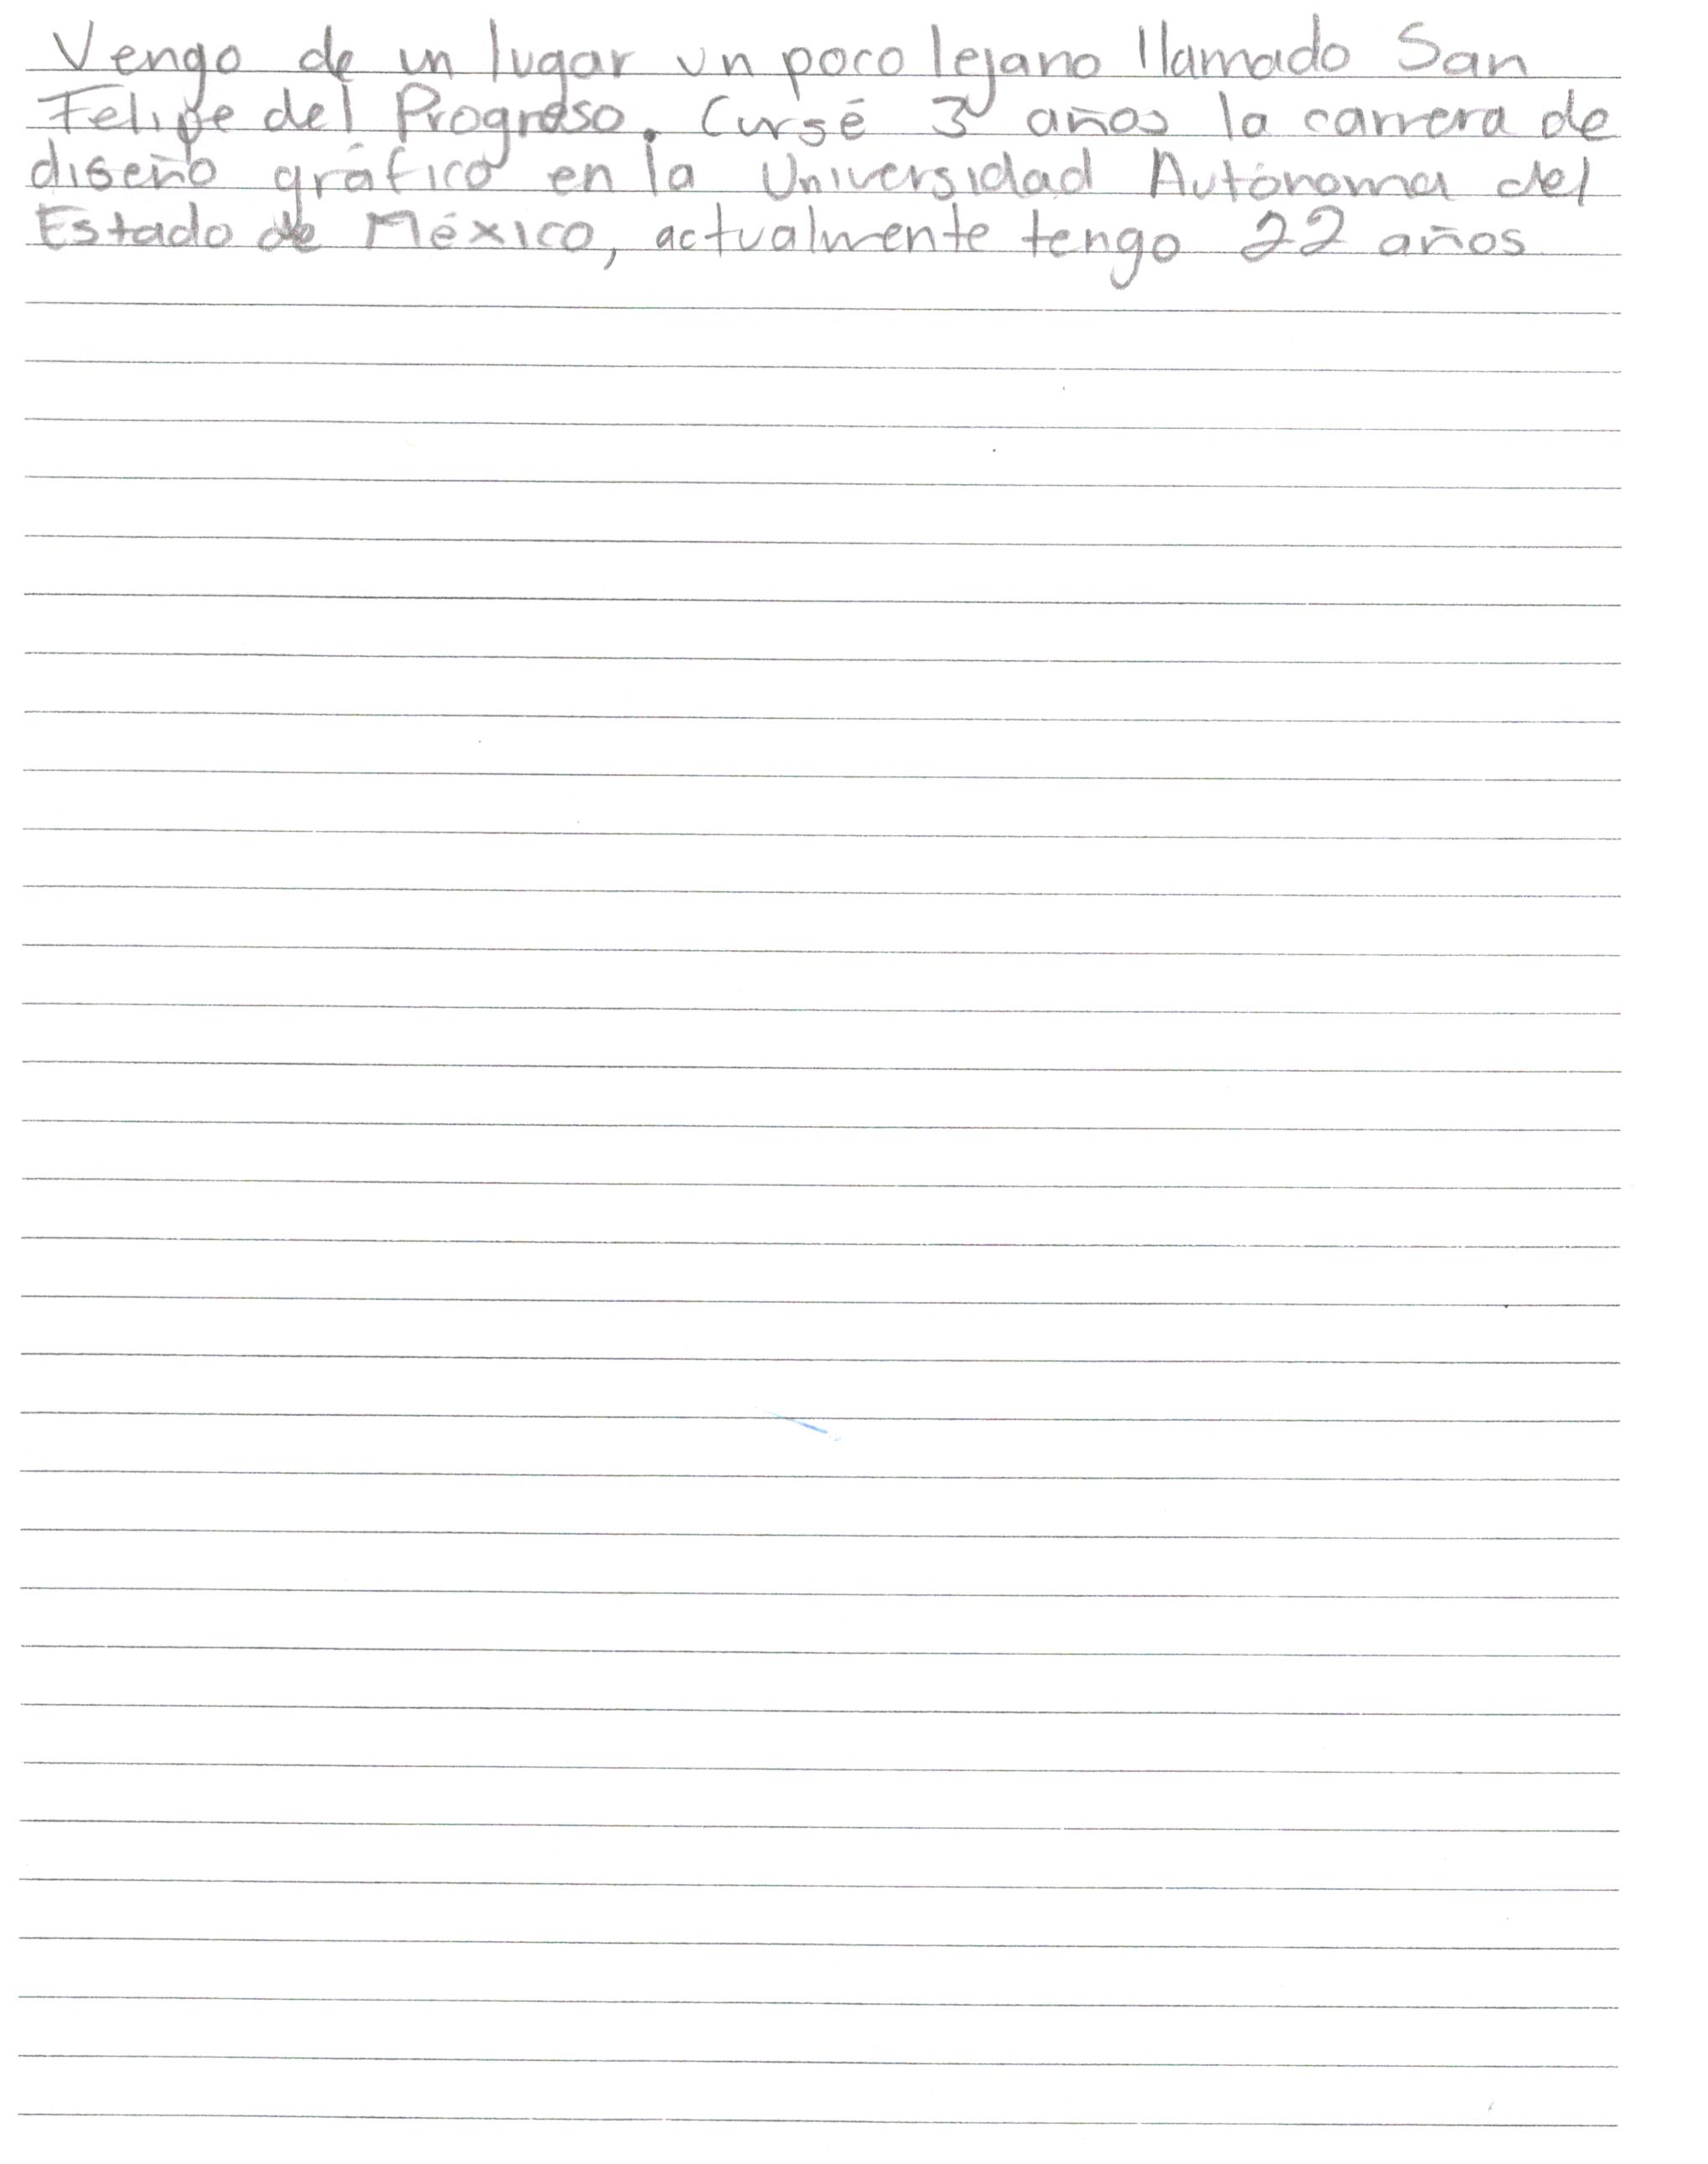 Vengo de un lugar un poco lejano llamado San
Felipe del Progreso. Cursé 3 años la carrera de
diseño gráfico en la Universidad Autónoma del
Estado de México, actualmente tengo 22 años